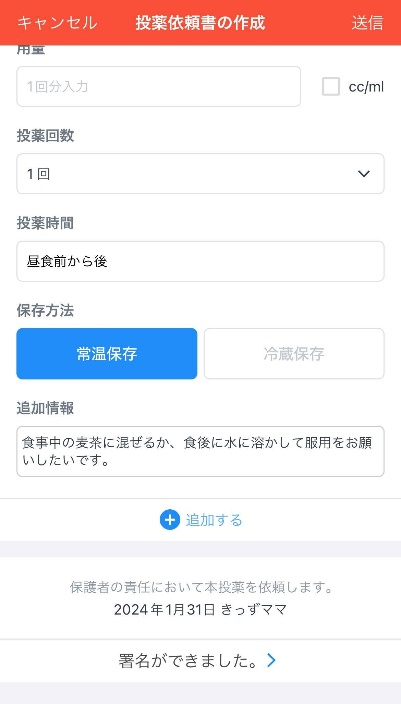 キャンセル 投薬依頼書の作成 送信
用量
1回分入力 cc/ml
投薬回数
1回
投薬時間
昼食前から後
保存方法
常温保存 冷蔵保存
追加情報
食事中の麦茶に混ぜるか、食後に水に溶かして服用をお願
いしたいです。
追加する
保護者の責任において本投薬を依頼します。
2024年1月31日 きっずママ
署名ができました。